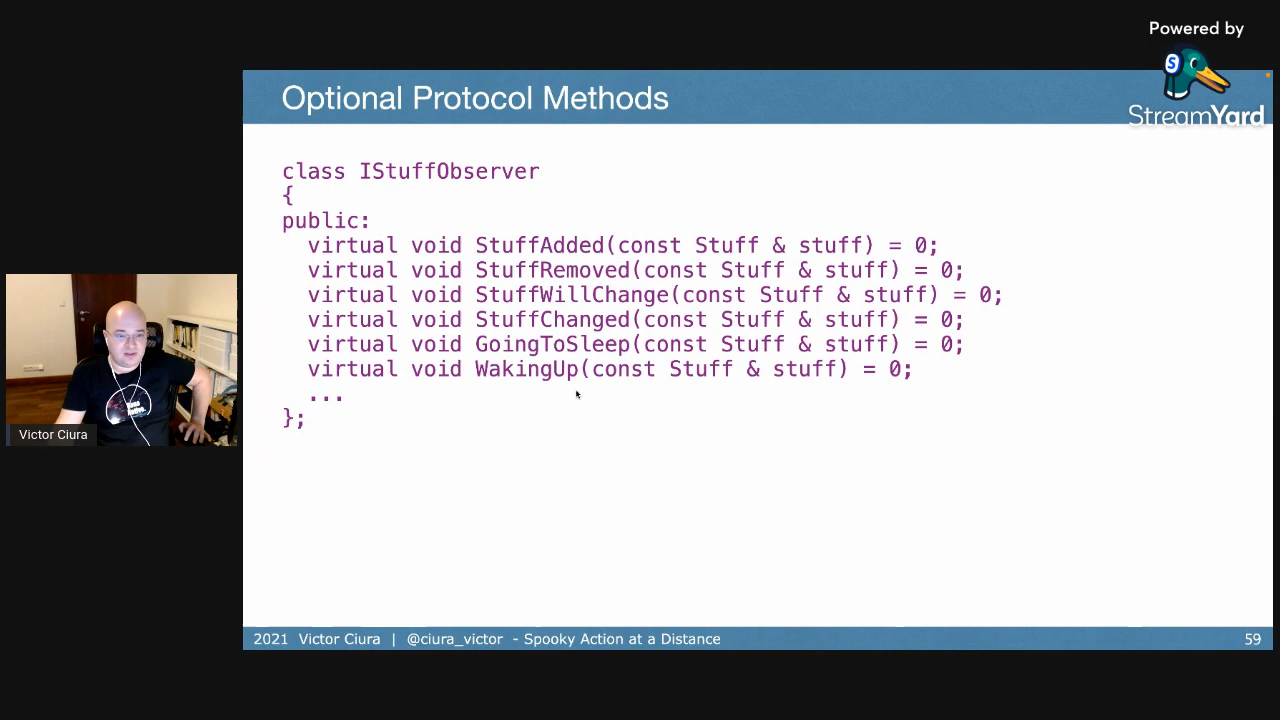 Powered by
StreamYard
Optional Protocol Methods
class IStuffObserver
{
public:
virtual void StuffAdded(const Stuff & stuff) = 0;
virtual void StuffRemoved(const Stuff & stuff) = 0;
virtual void StuffWillChange(const Stuff & stuff) = 0;
virtual void StuffChanged(const Stuff & stuff) = 0;
virtual void GoingToSleep(const Stuff & stuff) = 0;
virtual void WakingUp(const Stuff & stuff) = 0;
...
};
Victor Ciura
2021 Victor Ciura | @ciura_victor - Spooky Action at a Distance
59